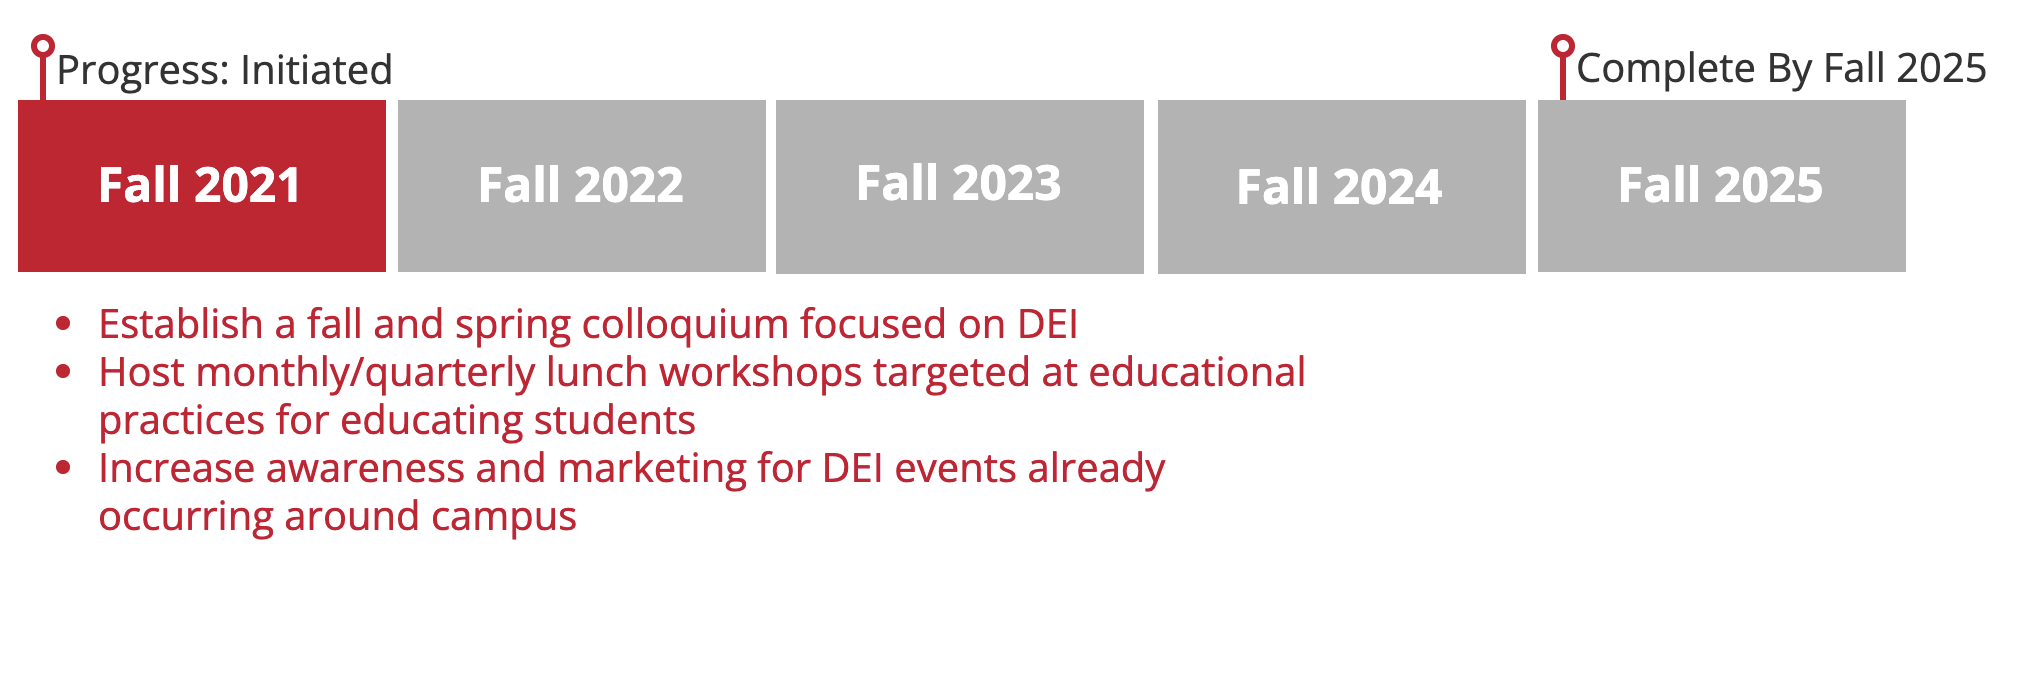 Progress: Initiated
Complete By Fall 2025
Fall 2021
Fall 2022
Fall 2023
Fall 2024
Fall 2025
• Establish a fall and spring colloquium focused on DEI
• Host monthly/quarterly lunch workshops targeted at educational
practices for educating students
• Increase awareness and marketing for DEI events already
occurring around campus